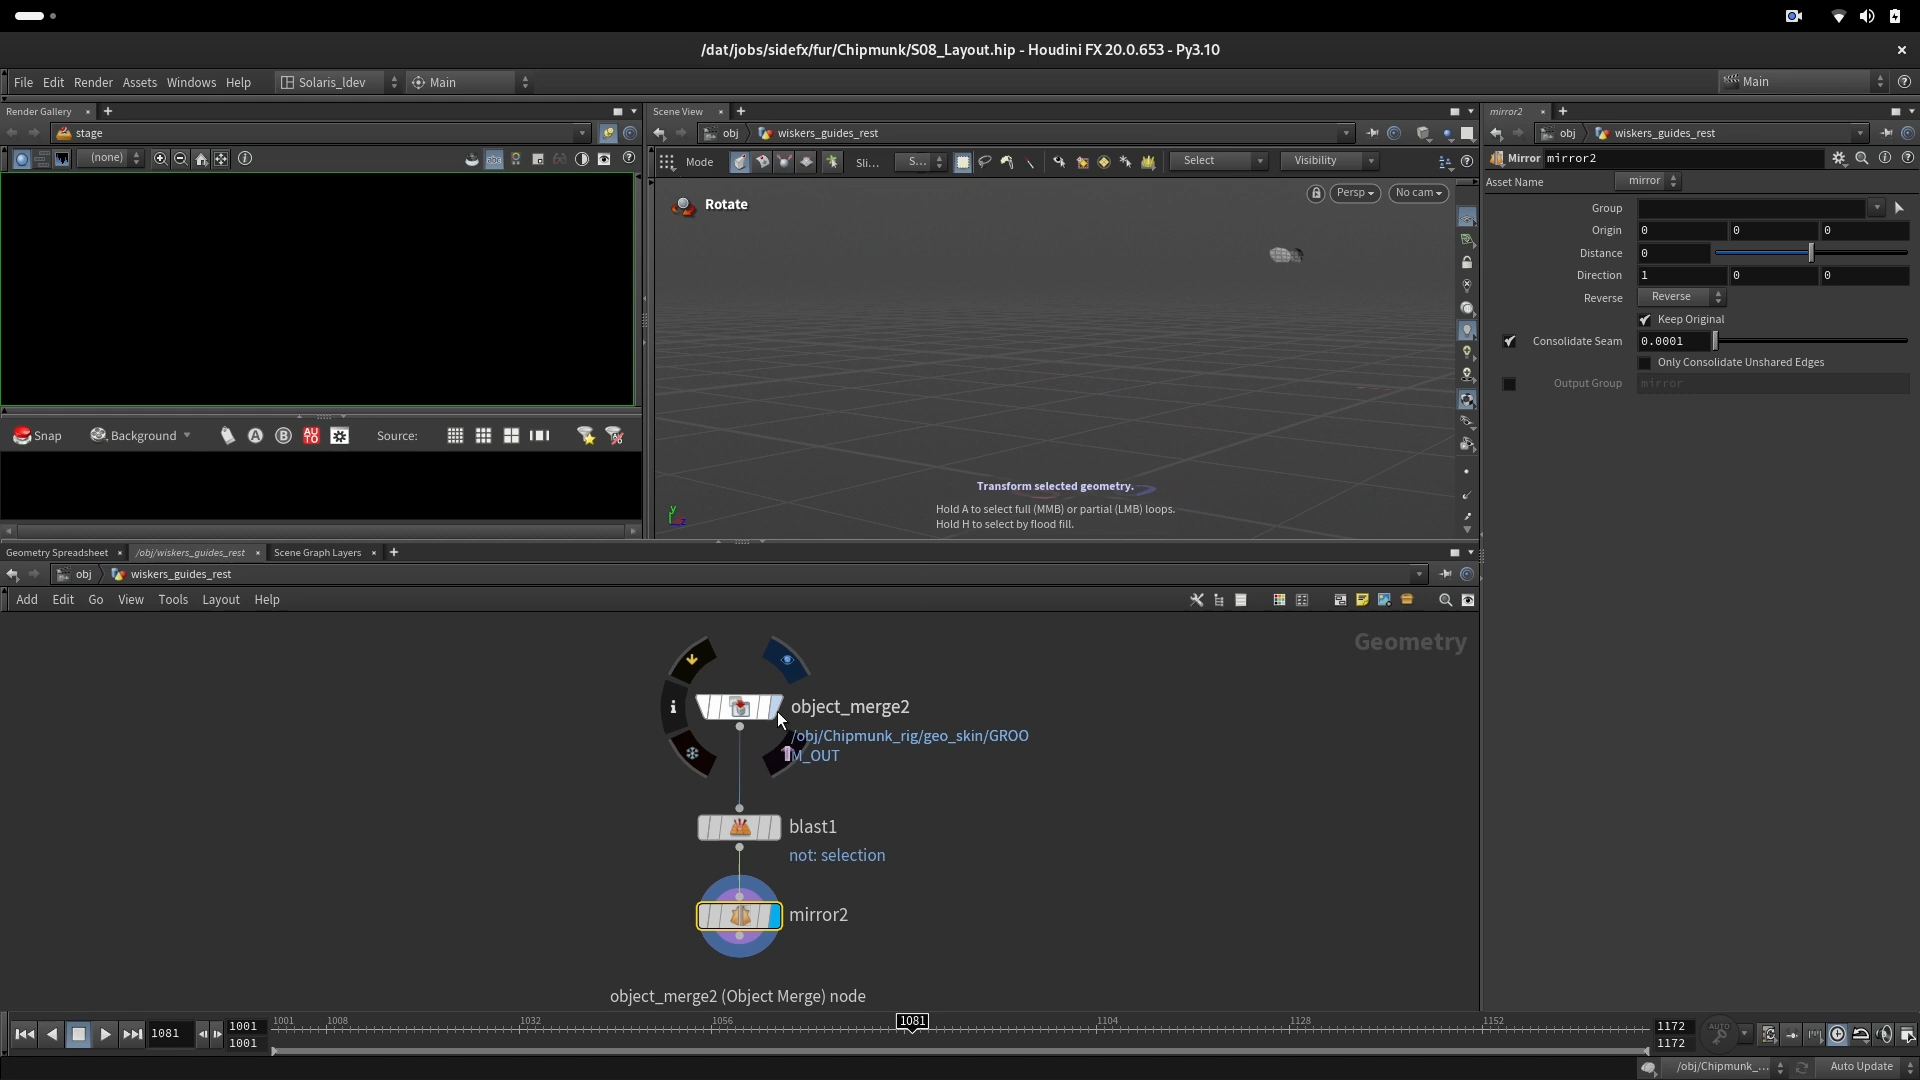 /dat/jobs/sidefx/fur/Chipmunk/S08_Layout.hip - Houdini FX 20.0.653 - Py3.10
File Edit Render Assets Windows Help Solaris_ldev Main Main
Render Gallery
stage
(none)
Snap Background A B AUTO Source:
Scene View
obj wiskers_guides_rest
Mode Sli... S... Select Visibility
Rotate
Persp No cam
Transform selected geometry.
Hold A to select full (MMB) or partial (LMB) loops.
Hold H to select by flood fill.
y
z
mirror2
obj wiskers_guides_rest
Mirror mirror2
Asset Name mirror
Group
Origin 0 0 0
Distance 0
Direction 1 0 0
Reverse Reverse
Keep Original
Consolidate Seam 0.0001
Only Consolidate Unshared Edges
Output Group mirror
Geometry Spreadsheet /obj/wiskers_guides_rest Scene Graph Layers
obj wiskers_guides_rest
Add Edit Go View Tools Layout Help
Geometry
object_merge2
/obj/Chipmunk_rig/geo_skin/GROO
M_OUT
blast1
not: selection
mirror2
object_merge2 (Object Merge) node
1081 1001 1001
1001 1008 1032 1056 1081 1104 1128 1152
1172 1172
AUTO
/obj/Chipmunk_... Auto Update